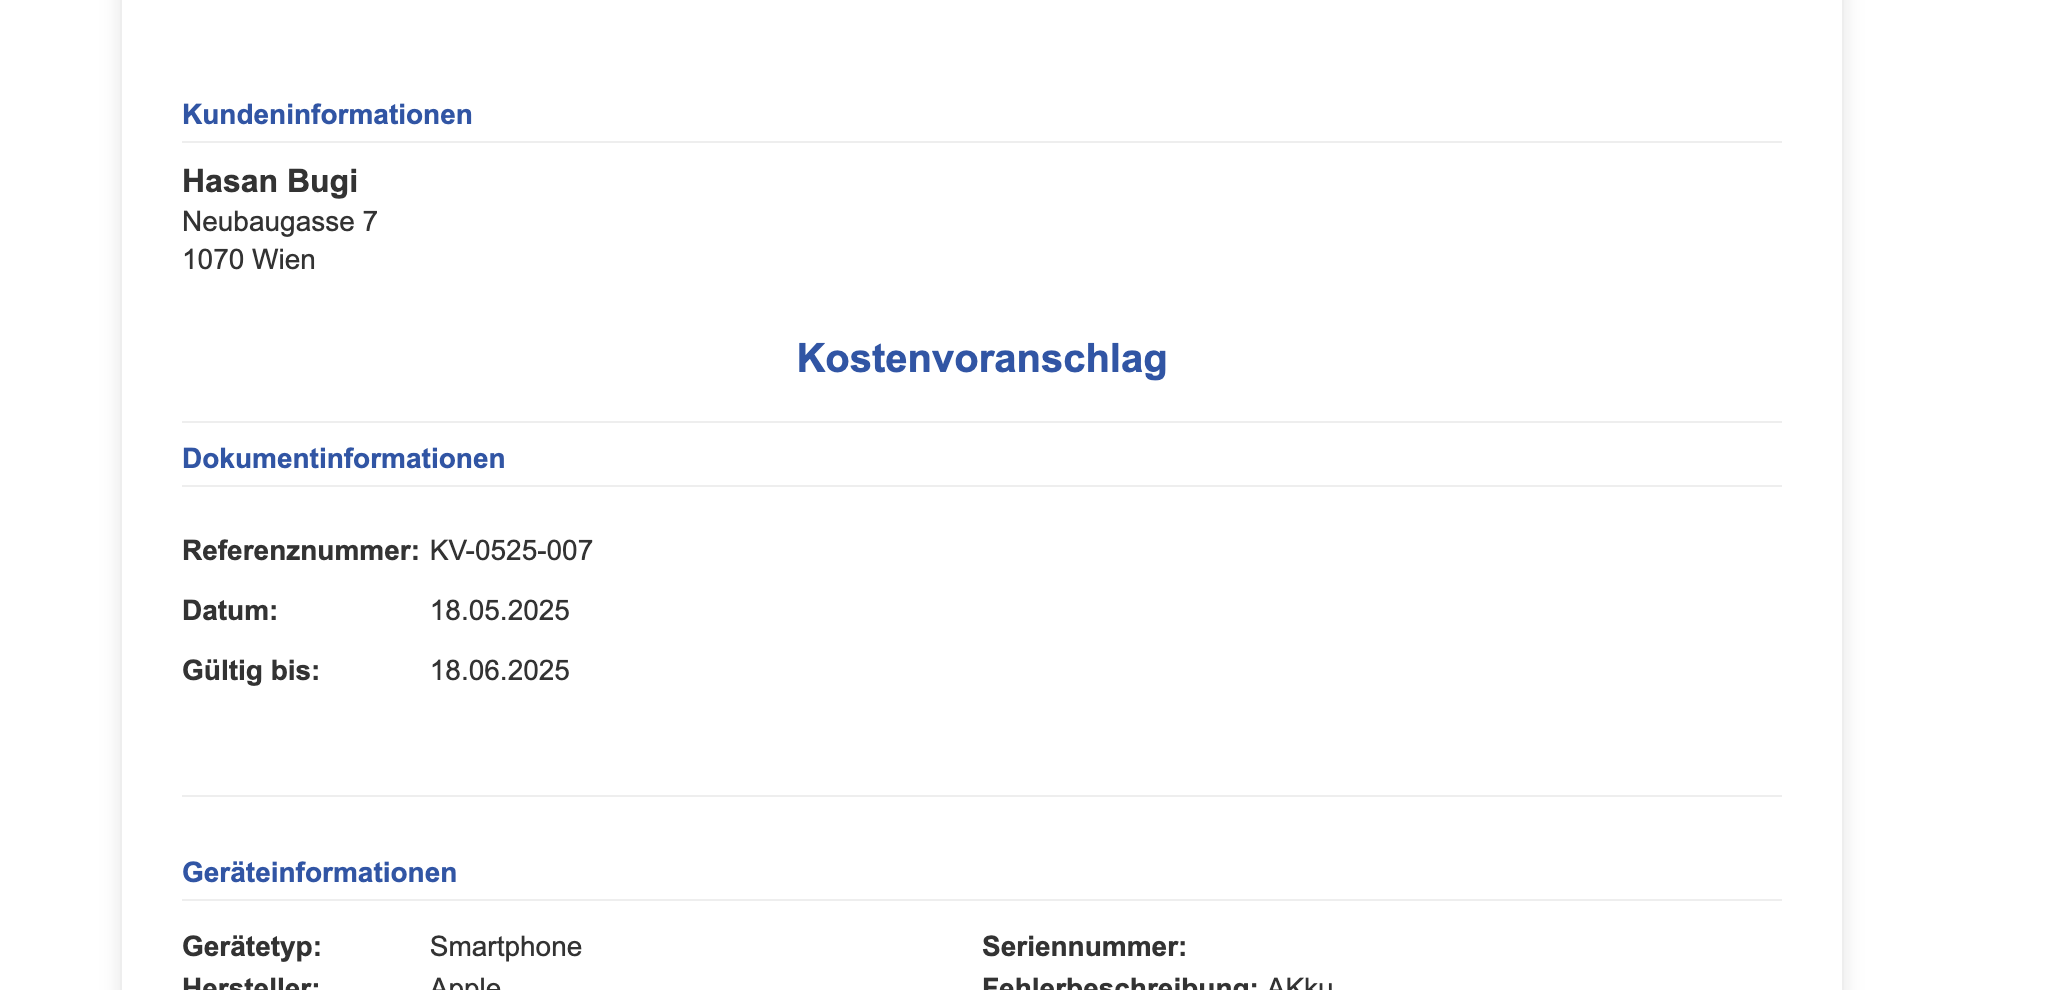 Kundeninformationen
Hasan Bugi
Neubaugasse 7
1070 Wien
Kostenvoranschlag
Dokumentinformationen
Referenznummer: KV-0525-007
Datum: 18.05.2025
Gültig bis: 18.06.2025
Geräteinformationen
Gerätetyp: Smartphone Seriennummer:
Hersteller: Apple Fehlerbeschreibung: AKku